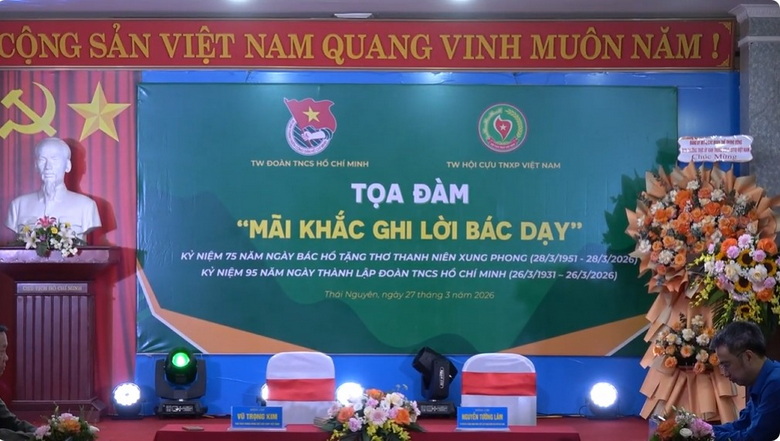 CỘNG SẢN VIỆT NAM QUANG VINH MUÔN NĂM !
TW ĐOÀN TNCS HỒ CHÍ MINH
TW HỘI CỰU TNXP VIỆT NAM
TỌA ĐÀM
“MÃI KHẮC GHI LỜI BÁC DẠY”
KỶ NIỆM 75 NĂM NGÀY BÁC HỒ TẶNG THƠ THANH NIÊN XUNG PHONG (28/3/1951 - 28/3/2026)
KỶ NIỆM 95 NĂM NGÀY THÀNH LẬP ĐOÀN TNCS HỒ CHÍ MINH (26/3/1931 – 26/3/2026)
Thái Nguyên, ngày 27 tháng 3 năm 2026
Chúc Mừng
VŨ TRỌNG KIM
NGUYỄN TƯỜNG LÂM